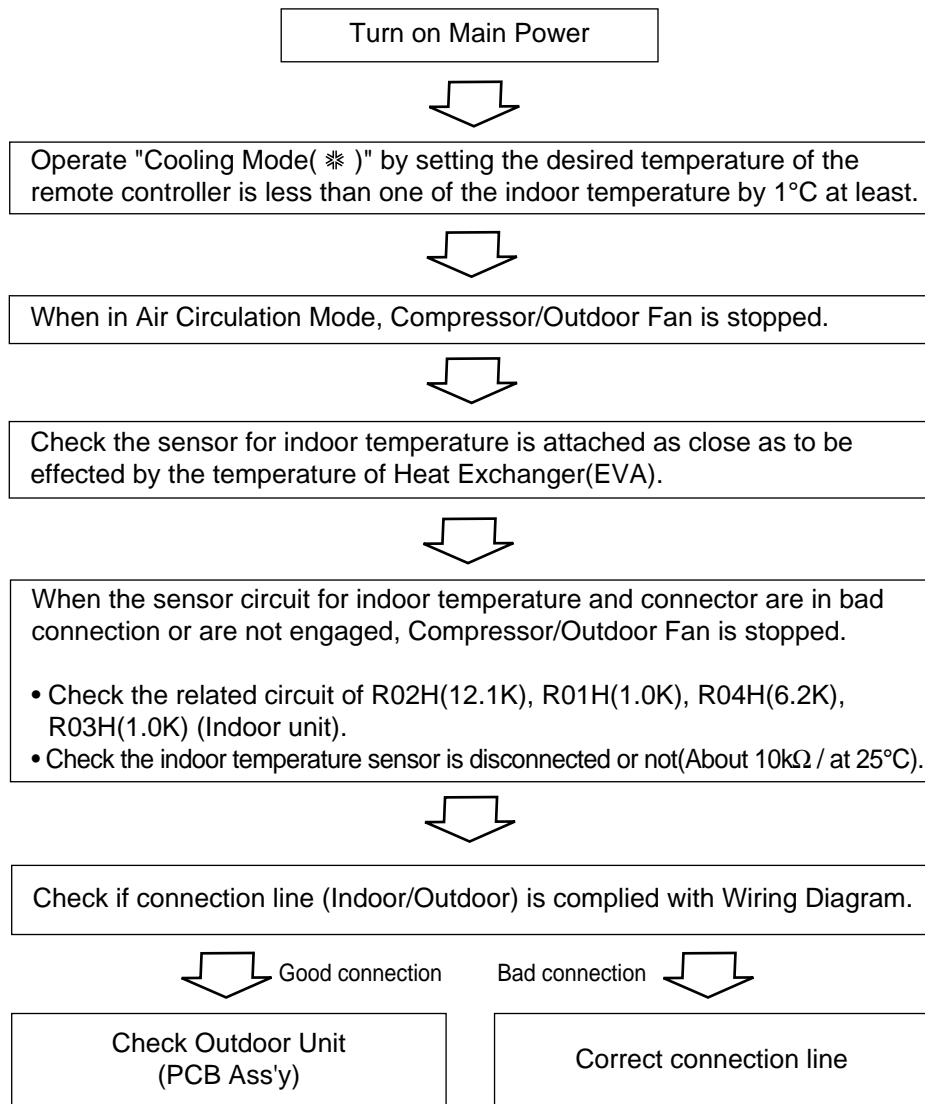 Turn on Main Power
Operate "Cooling Mode( ❋ )" by setting the desired temperature of the
remote controller is less than one of the indoor temperature by 1°C at least.
When in Air Circulation Mode, Compressor/Outdoor Fan is stopped.
Check the sensor for indoor temperature is attached as close as to be
effected by the temperature of Heat Exchanger(EVA).
When the sensor circuit for indoor temperature and connector are in bad
connection or are not engaged, Compressor/Outdoor Fan is stopped.
• Check the related circuit of R02H(12.1K), R01H(1.0K), R04H(6.2K),
R03H(1.0K) (Indoor unit).
• Check the indoor temperature sensor is disconnected or not(About 10kΩ / at 25°C).
Check if connection line (Indoor/Outdoor) is complied with Wiring Diagram.
Good connection
Bad connection
Check Outdoor Unit
(PCB Ass'y)
Correct connection line